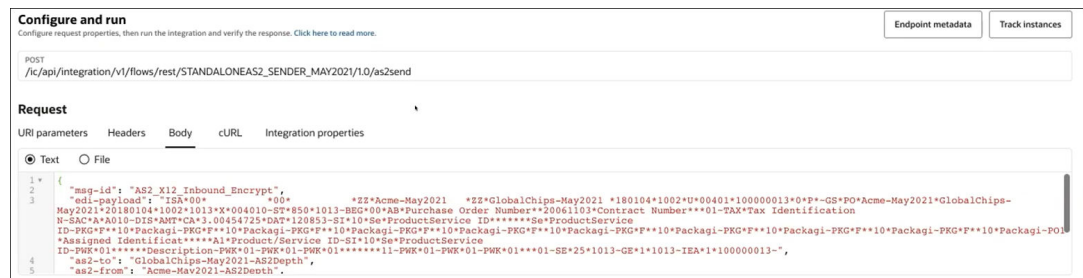 Configure and run
Endpoint metadata
Track instances
Configure request properties, then run the integration and verify the response. Click here to read more.
POST
/ic/api/integration/v1/flows/rest/STANDALONEAS2_SENDER_MAY2021/1.0/as2send
Request
URI parameters Headers Body cURL Integration properties
Text File
1 {
2 "msg-id": "AS2_X12_Inbound_Encrypt",
3 "edi-payload": "ISA*00* *00* *ZZ*Acme-May2021 *ZZ*GlobalChips-May2021 *180104*1002*U*00401*100000013*0*P*~GS*PO*Acme-May2021*GlobalChips-
May2021*20180104*1002*1013*X*004010~ST*850*1013~BEG*00*AB*Purchase Order Number**20061103*Contract Number***01~TAX*Tax Identification
N~SAC*A*A010~DIS*AMT*CA*3.00454725*DAT*120853~SI*10*Se*ProductService ID*******Se*ProductService
ID~PKG*F**10*Packagi~PKG*F**10*Packagi~PKG*F**10*Packagi~PKG*F**10*Packagi~PKG*F**10*Packagi~PKG*F**10*Packagi~PKG*F**10*Packagi~PKG*F**10*Packagi~PO1
*Assigned Identificat*****A1*Product/Service ID~SI*10*Se*ProductService
ID~PWK*01******Description~PWK*01~PWK*01~PWK*01******11~PWK*01~PWK*01~PWK*01***01~SE*25*1013~GE*1*1013~IEA*1*100000013~",
4 "as2-to": "GlobalChips-May2021-AS2Depth",
5 "as2-from": "Acme-May2021-AS2Depth",